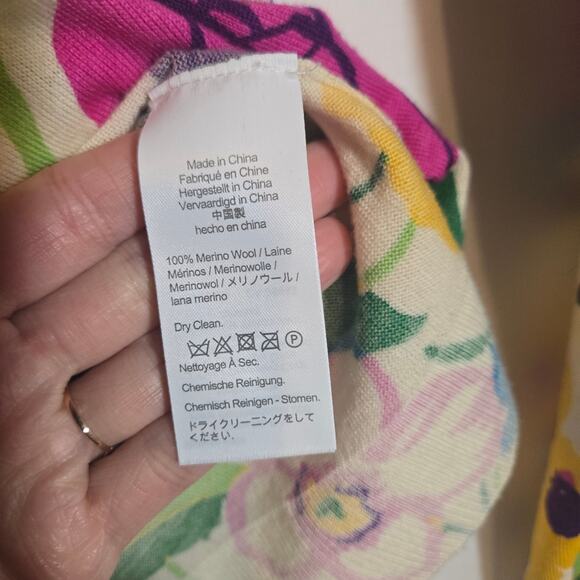 Made in China
Fabriqué en Chine
Hergestellt in China
Vervaardigd in China
中国製
hecho en china
100% Merino Wool / Laine
Mérinos / Merinowolle /
Merinowol / メリノウール /
lana merino
Dry Clean.
P
Nettoyage À Sec.
Chemische Reinigung.
Chemisch Reinigen - Stomen.
ドライクリーニングをして
ください.